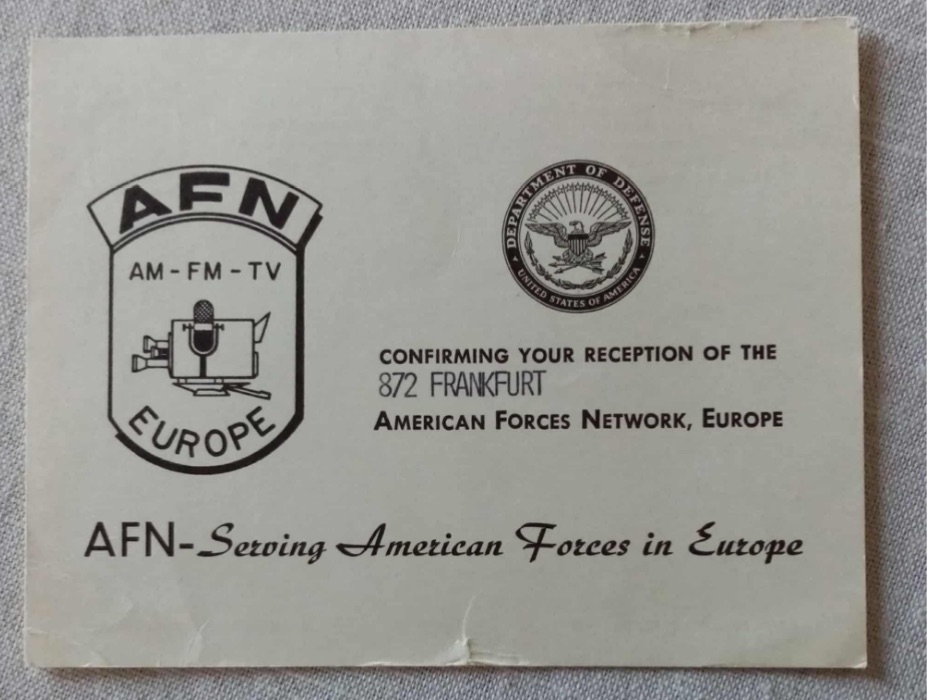 AFN
AM-FM-TV
EUROPE
DEPARTMENT OF DEFENSE
UNITED STATES OF AMERICA
CONFIRMING YOUR RECEPTION OF THE
872 FRANKFURT
AMERICAN FORCES NETWORK, EUROPE
AFN-Serving American Forces in Europe